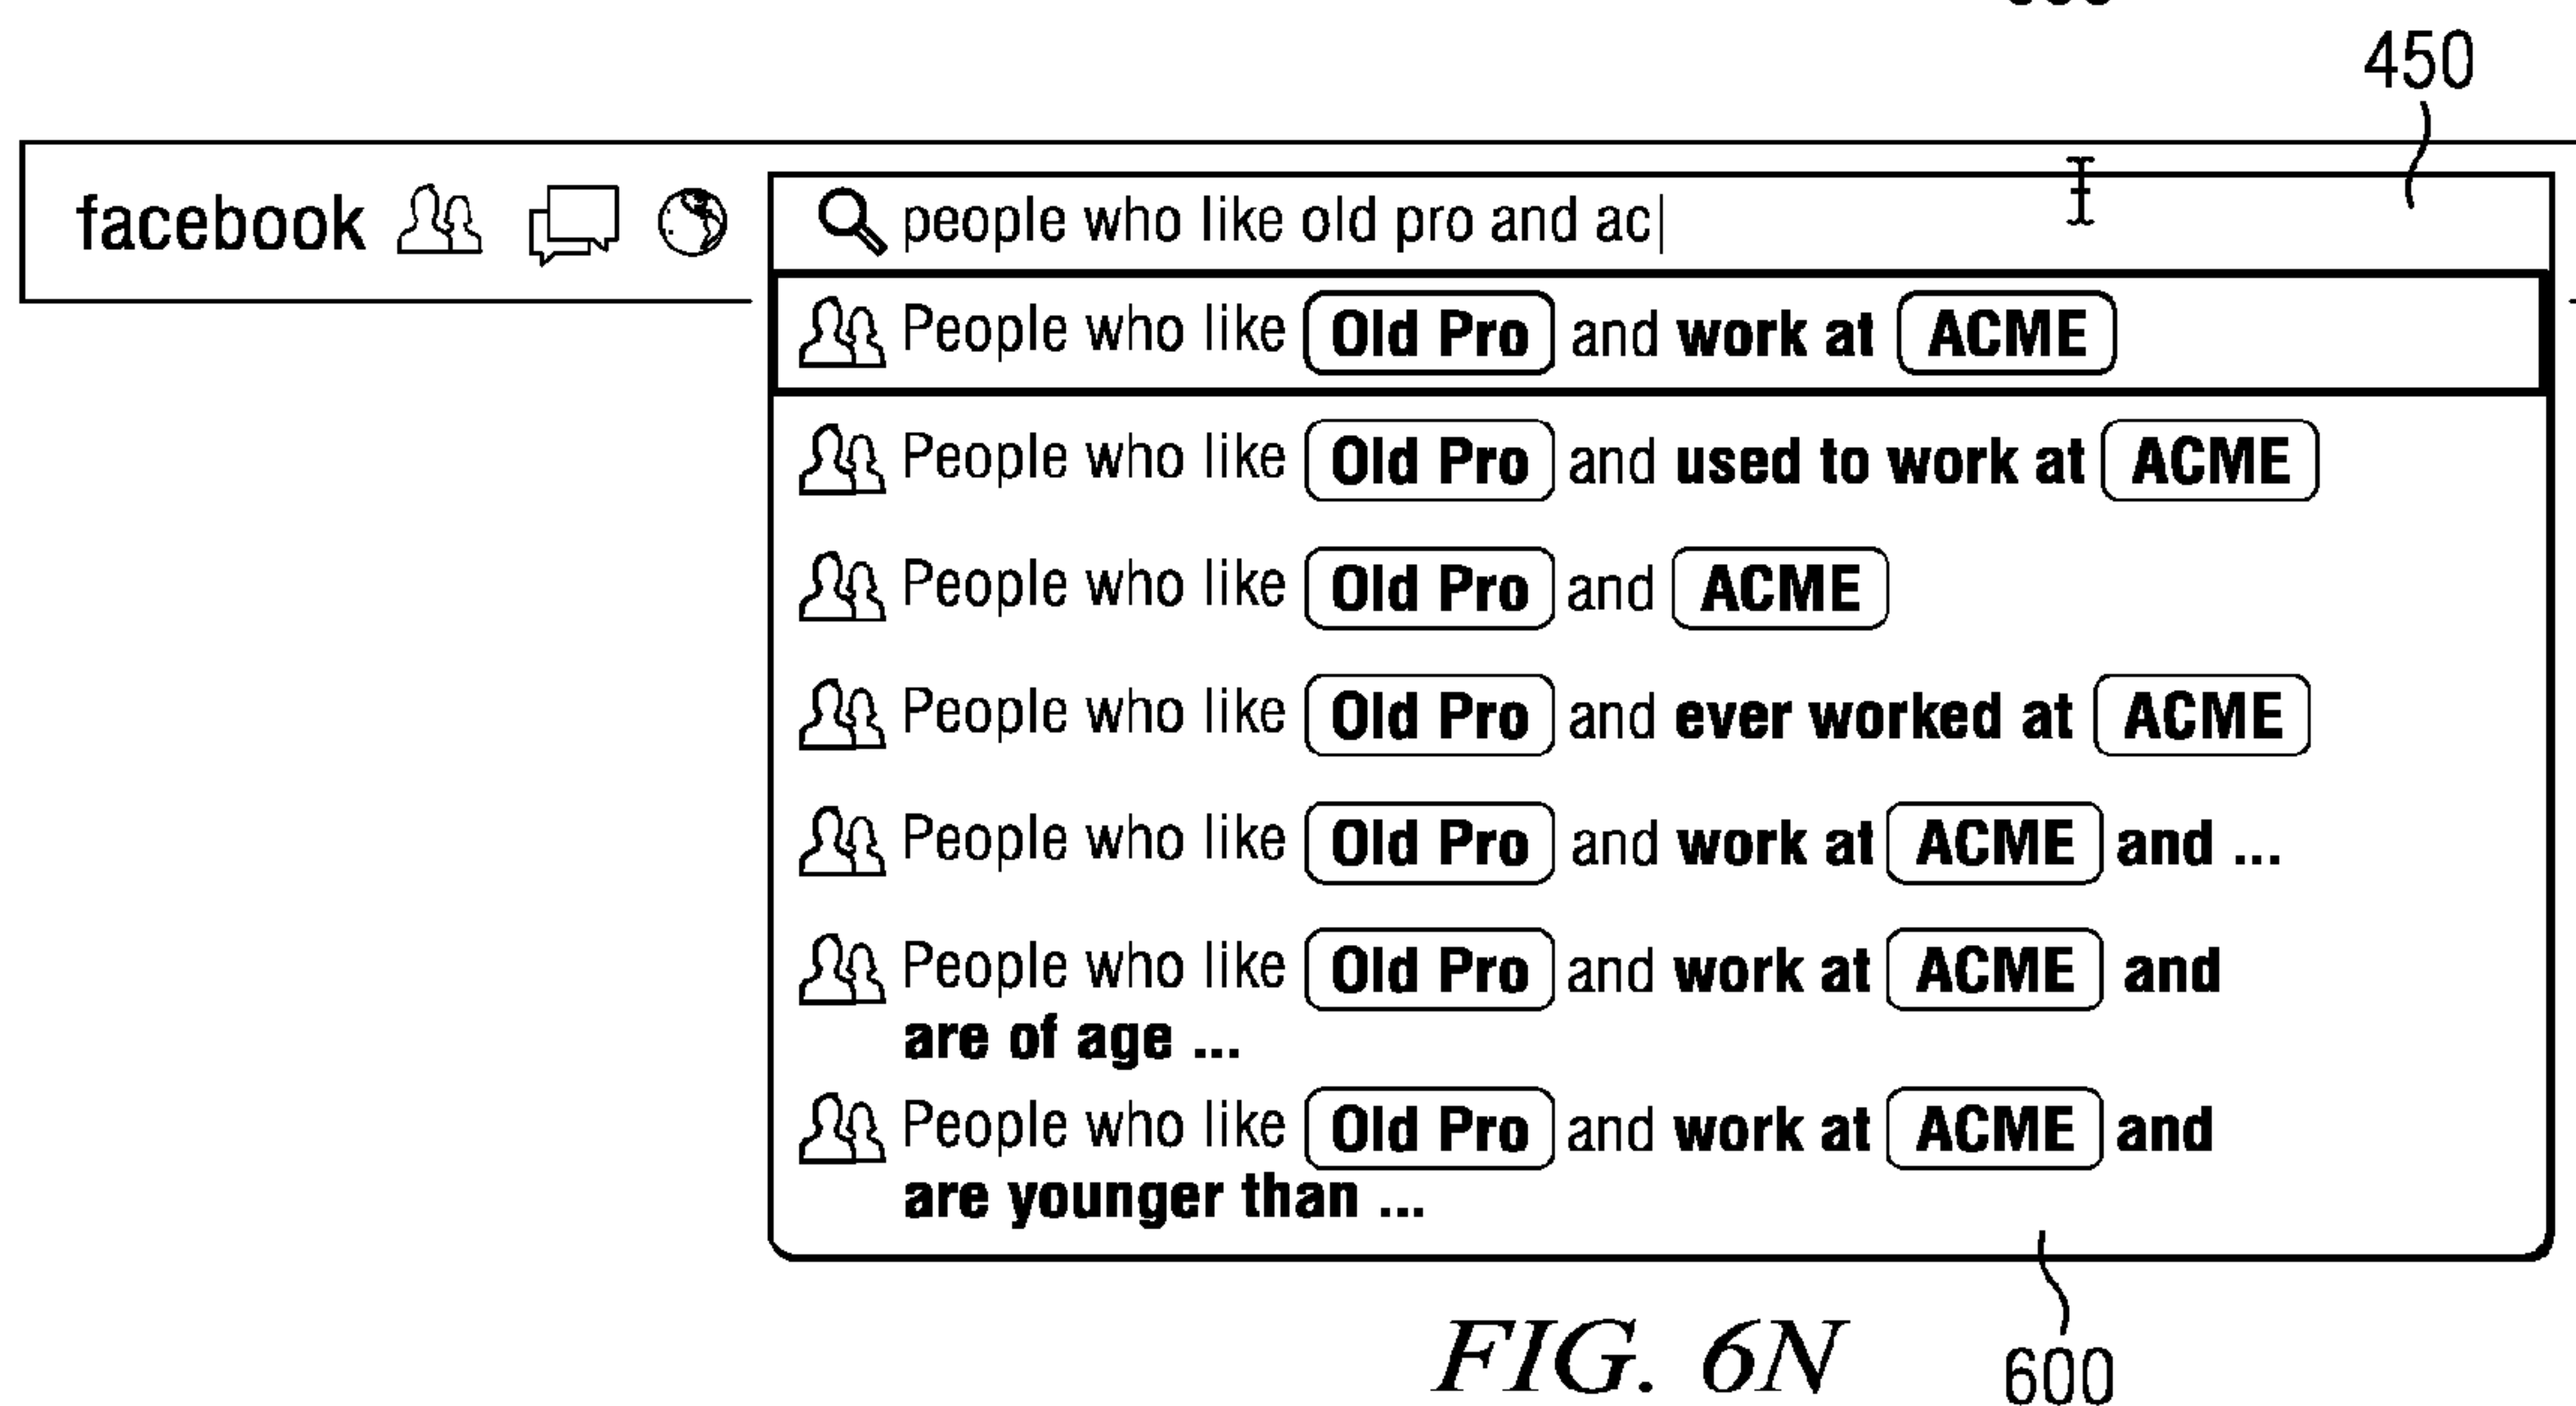 450
facebook people who like old pro and ac
People who like Old Pro and work at ACME
People who like Old Pro and used to work at ACME
People who like Old Pro and ACME
People who like Old Pro and ever worked at ACME
People who like Old Pro and work at ACME and ...
People who like Old Pro and work at ACME and
are of age ...
People who like Old Pro and work at ACME and
are younger than ...
FIG. 6N
600